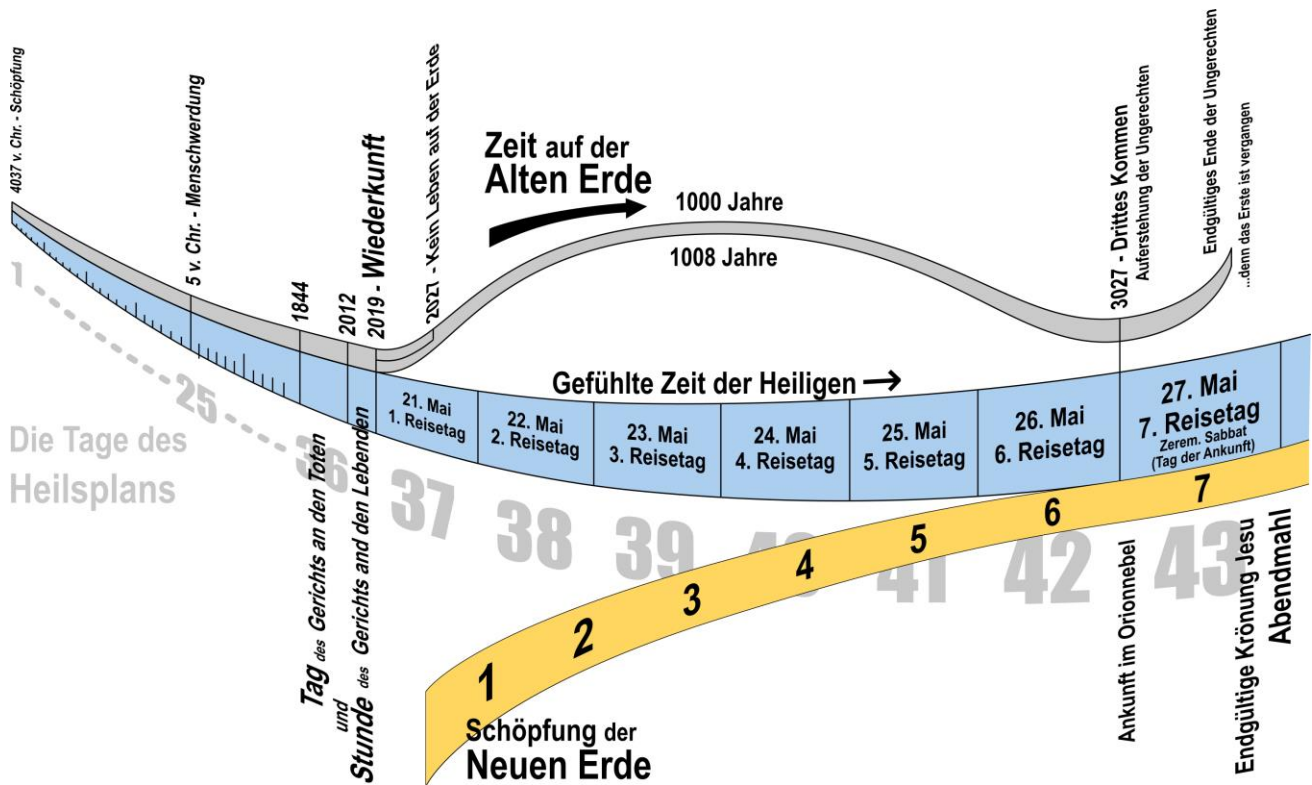 4037 v. Chr. - Schöpfung
5 v. Chr. - Menschwerdung
1844
2012
2019 - Wiederkunft
2027 - Kein Leben auf der Erde
Zeit auf der
Alten Erde
1000 Jahre
1008 Jahre
3027 - Drittes Kommen
Auferstehung der Ungerechten
Endgültiges Ende der Ungerechten
...denn das Erste ist vergangen
Gefühlte Zeit der Heiligen →
21. Mai
1. Reisetag
22. Mai
2. Reisetag
23. Mai
3. Reisetag
24. Mai
4. Reisetag
25. Mai
5. Reisetag
26. Mai
6. Reisetag
27. Mai
7. Reisetag
Zerem. Sabbat
(Tag der Ankunft)
Die Tage des
Heilsplans
1
25
36
37
38
39
40
41
42
43
Tag des Gerichts an den Toten
und
Stunde des Gerichts and den Lebenden
1
2
3
4
5
6
7
Schöpfung der
Neuen Erde
Ankunft im Orionnebel
Endgültige Krönung Jesu
Abendmahl